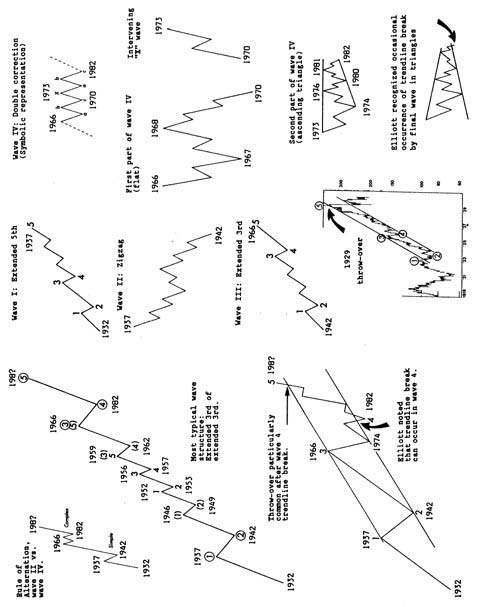 Rule of
Alternation,
wave II vs.
wave IV.
1932
1937
Simple
1942
1966
Complex
1982
198?
1932
1937
①
②
1942
1946
(1)
(2)
1949
1952
1
2
1953
1956
3
4
1957
1959
(3)
5
(4)
1962
1966
③
(5)
④
1982
198?
⑤
Most typical wave
structure:
Extended 3rd of
extended 3rd.
Throw-over particularly
common after wave 4
trendline break.
1932
1937
1
2
1942
1966
3
1974
4
1982
5
198?
Elliott noted
that trendline break
can occur in wave 4.
Wave I: Extended 5th
1932
1
2
3
4
1937
5
Wave II: Zigzag
1937
1942
Wave III: Extended 3rd
1942
1
2
3
4
1966
5
1929
throw-over
①
②
③
④
⑤
300
200
150
100
Wave IV: Double correction
(Symbolic representation)
1966
1970
1973
1982
a
b
c
x
a
b
c
First part of wave IV
(flat)
1966
1967
1968
1970
Intervening
"X" wave
1970
1973
Second part of wave IV
(ascending triangle)
1973
1974
1976
1980
1981
1982
Elliott recognized occasional
occurrence of trendline break
by final wave in triangles